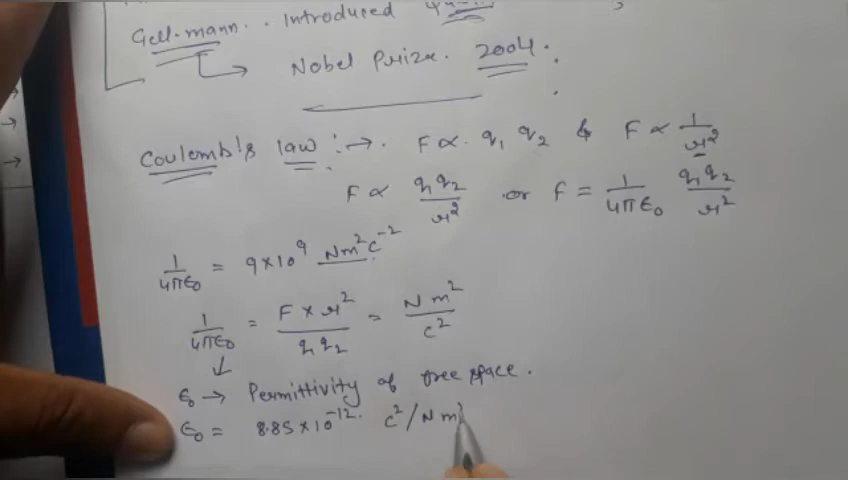 Gell-mann.. Introduced
Nobel Prize. 2004.
Coulomb's law :→. F ∝ q₁ q₂ & F ∝ 1/r²
F ∝ q₁q₂/r² or F = 1/4πε₀ q₁q₂/r²
1/4πε₀ = 9×10⁹ Nm²C⁻²
1/4πε₀ = F × r²/q₁q₂ = Nm²/C²
ε₀ → Permittivity of free space.
ε₀ = 8.85×10⁻¹². C²/Nm²